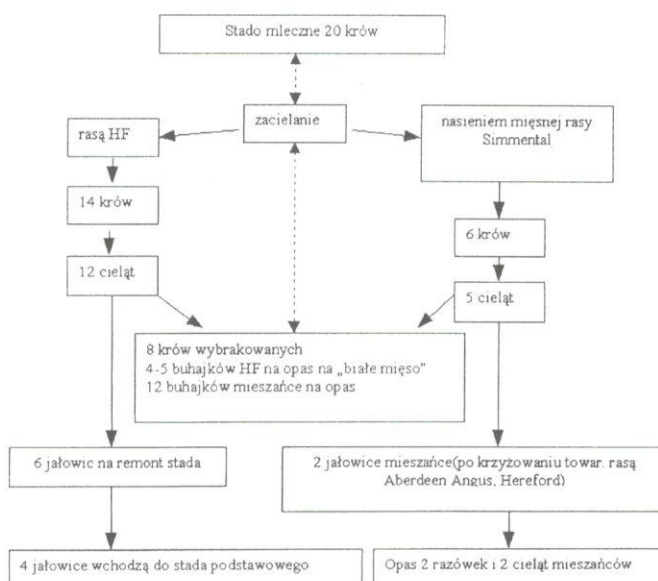 Stado mleczne 20 krów
zacielanie
rasą HF
nasieniem mięsnej rasy
Simmental
14 krów
6 krów
12 cieląt
5 cieląt
8 krów wybrakowanych
4-5 buhajków HF na opas na „białe mięso”
12 buhajków mieszańce na opas
6 jałowic na remont stada
2 jałowice mieszańce(po krzyżowaniu towar. rasą
Aberdeen Angus, Hereford)
4 jałowice wchodzą do stada podstawowego
Opas 2 razówek i 2 cieląt mieszańców